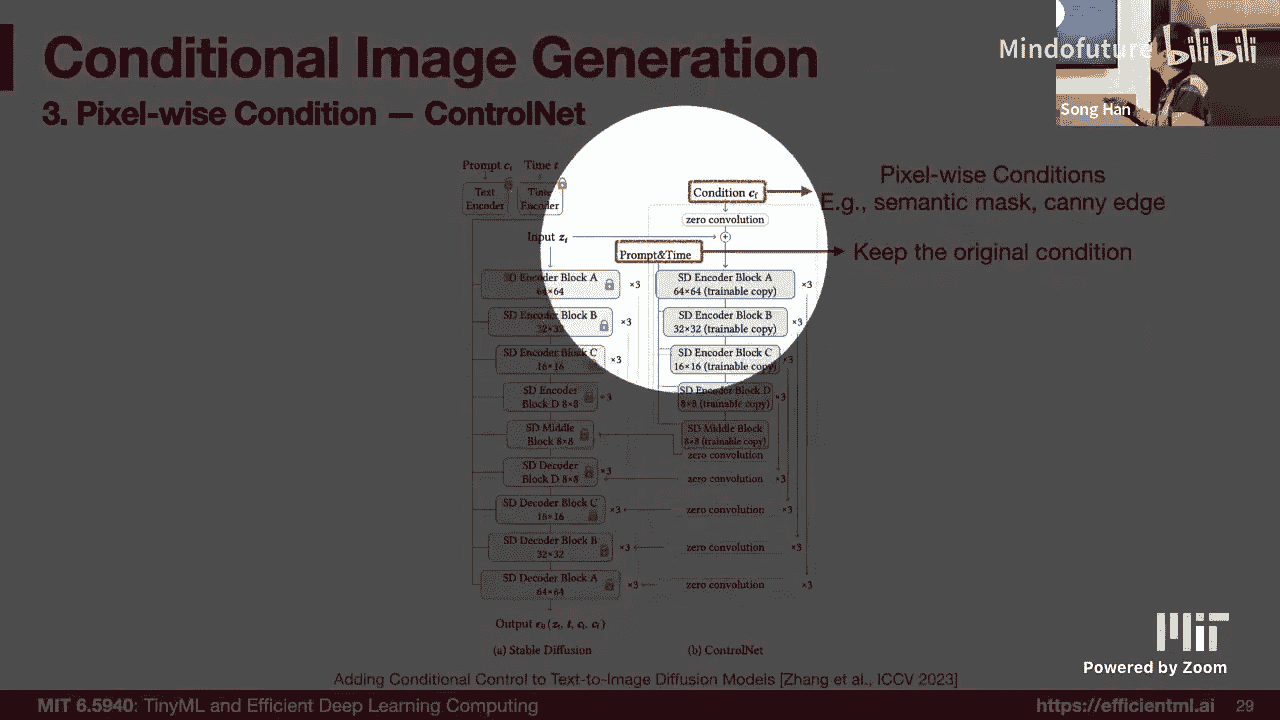 Conditional Image Generation
3. Pixel-wise Condition — ControlNet
Mindofuture bilibili
Song Han
Prompt cₜ Time t
Text
Encoder
Time
Encoder
Input zₜ
SD Encoder Block A
64×64
×3
SD Encoder Block B
32×32
×3
SD Encoder Block C
16×16
×3
SD Encoder
Block D 8×8
×3
SD Middle
Block 8×8
SD Decoder
Block D 8×8
×3
SD Decoder Block C
16×16
×3
SD Decoder Block B
32×32
×3
SD Decoder Block A
64×64
×3
Output εθ(zₜ, t, cₜ, cf)
(a) Stable Diffusion
Condition cf
zero convolution
+
Prompt&Time
SD Encoder Block A
64×64 (trainable copy)
×3
SD Encoder Block B
32×32 (trainable copy)
×3
SD Encoder Block C
16×16 (trainable copy)
×3
SD Encoder Block D
8×8 (trainable copy)
×3
SD Middle Block
8×8 (trainable copy)
zero convolution
zero convolution
×3
zero convolution
×3
zero convolution
×3
zero convolution
×3
(b) ControlNet
Pixel-wise Conditions
E.g., semantic mask, canny edge
Keep the original condition
MIT
Powered by Zoom
Adding Conditional Control to Text-to-Image Diffusion Models [Zhang et al., ICCV 2023]
MIT 6.5940: TinyML and Efficient Deep Learning Computing
https://efficientml.ai 29